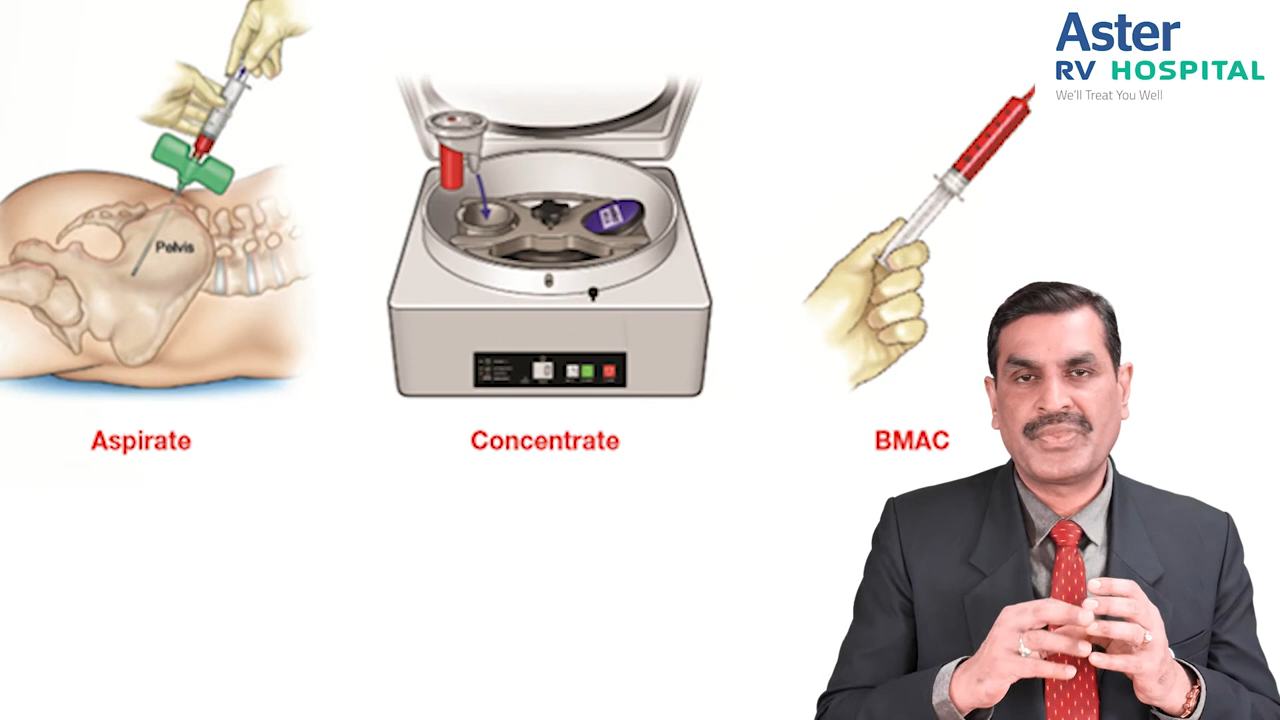 Aster
RV HOSPITAL
We'll Treat You Well
Pelvis
Aspirate
Concentrate
BMAC